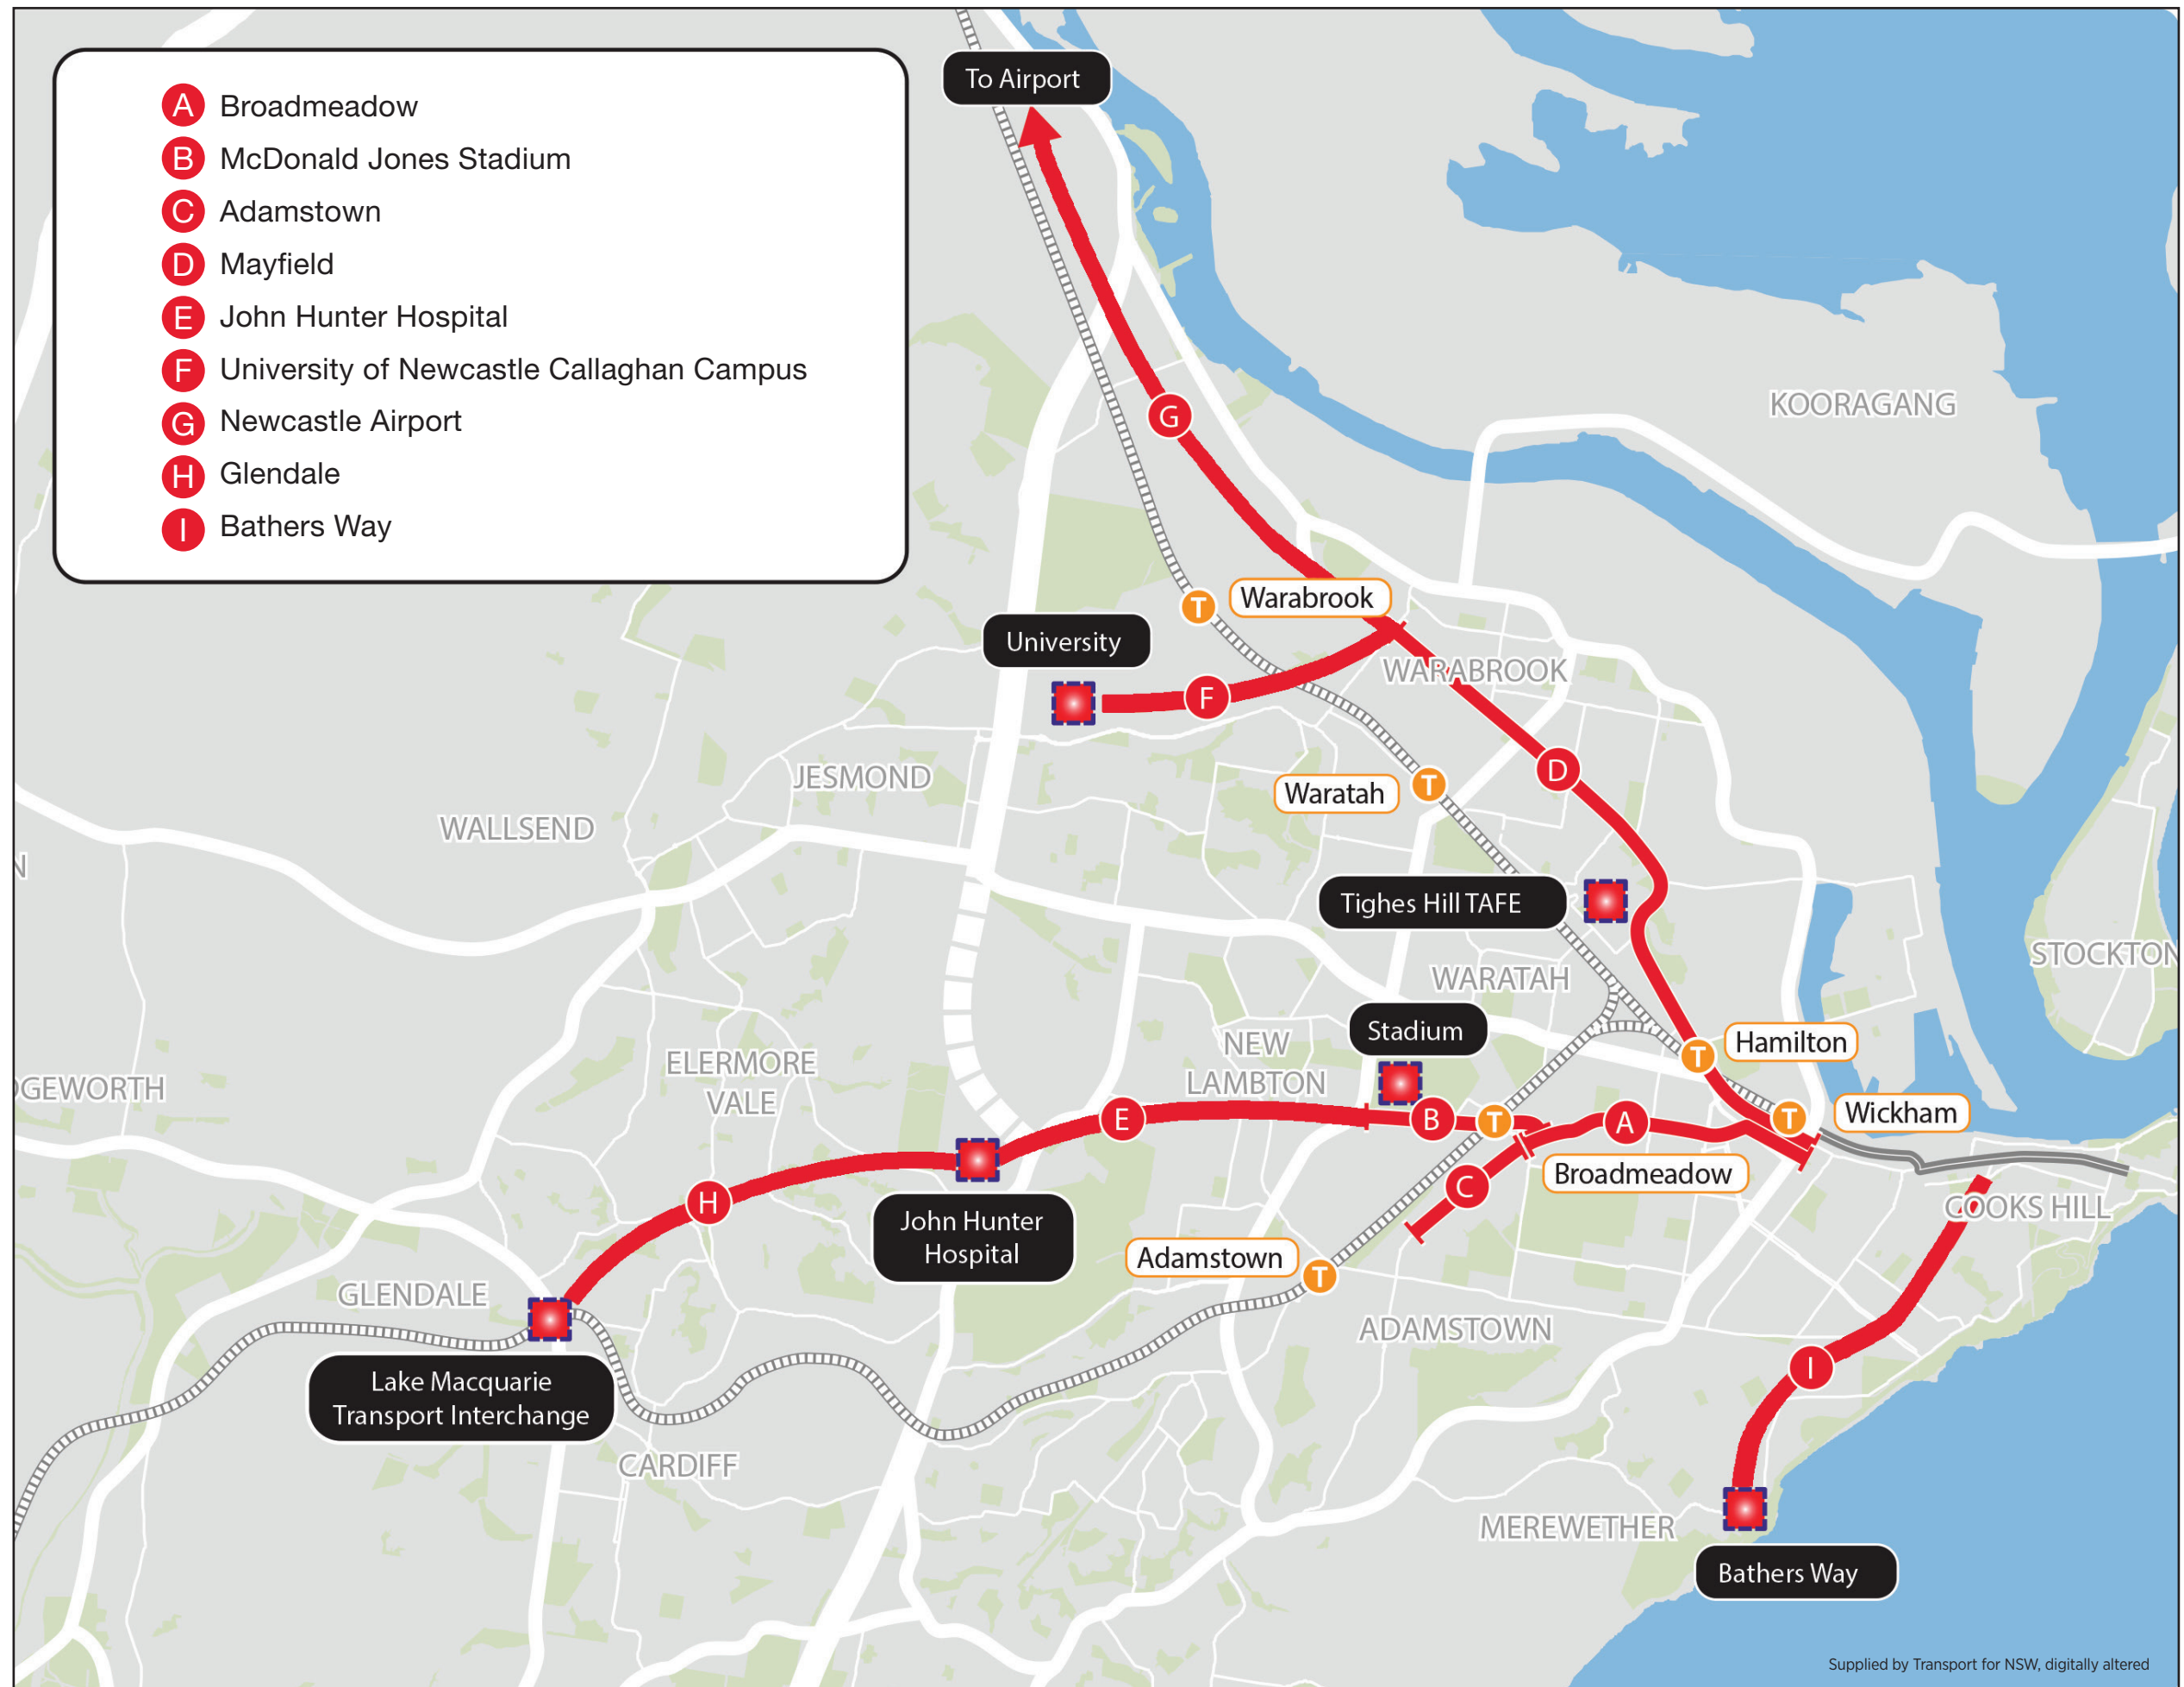 To Airport
A Broadmeadow
B McDonald Jones Stadium
C Adamstown
D Mayfield
E John Hunter Hospital
F University of Newcastle Callaghan Campus
G Newcastle Airport
H Glendale
I Bathers Way
KOORAGANG
G
T
Warabrook
University
WARABROOK
F
D
JESMOND
T
Waratah
WALLSEND
N
Tighes Hill TAFE
STOCKTON
WARATAH
Stadium
NEW
LAMBTON
Hamilton
T
ELERMORE
VALE
DGEWORTH
E
B
T
A
T
Wickham
Broadmeadow
C
H
COOKS HILL
John Hunter
Hospital
Adamstown
T
GLENDALE
ADAMSTOWN
I
Lake Macquarie
Transport Interchange
CARDIFF
MEREWETHER
Bathers Way
Supplied by Transport for NSW, digitally altered